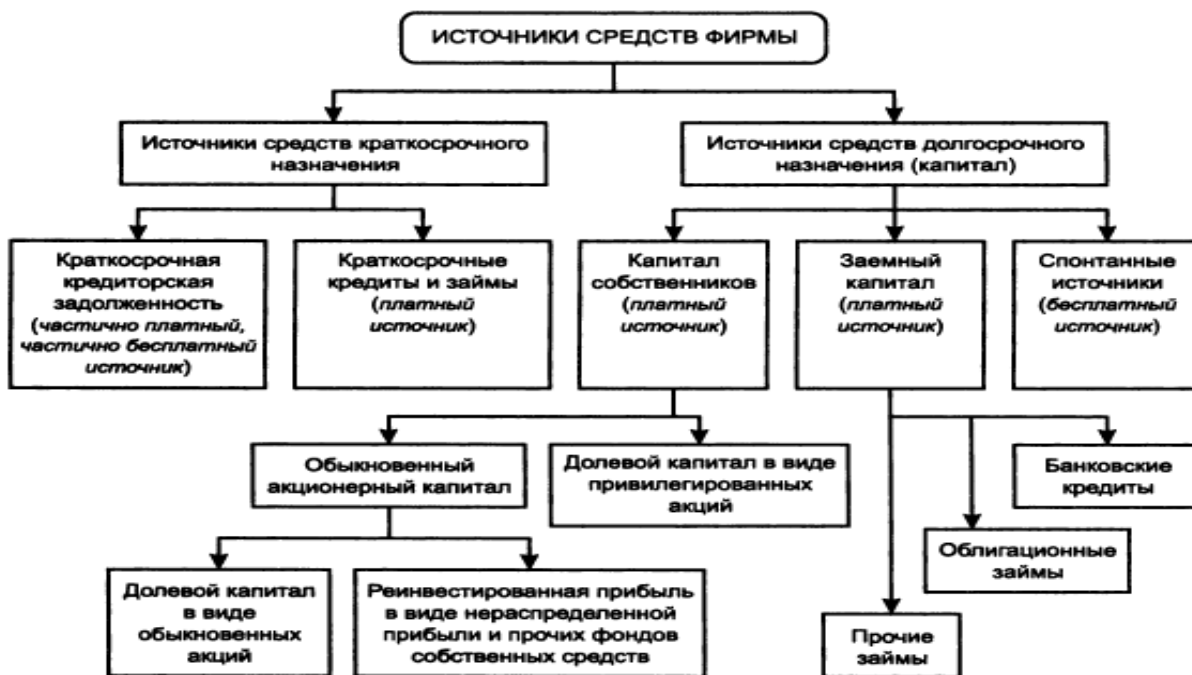 ИСТОЧНИКИ СРЕДСТВ ФИРМЫ
Источники средств краткосрочного
назначения
Источники средств долгосрочного
назначения (капитал)
Краткосрочная
кредиторская
задолженность
(частично платный,
частично бесплатный
источник)
Краткосрочные
кредиты и займы
(платный
источник)
Капитал
собственников
(платный
источник)
Заемный
капитал
(платный
источник)
Спонтанные
источники
(бесплатный
источник)
Обыкновенный
акционерный капитал
Долевой капитал в виде
привилегированных
акций
Банковские
кредиты
Облигационные
займы
Долевой капитал
в виде
обыкновенных
акций
Реинвестированная прибыль
в виде нераспределенной
прибыли и прочих фондов
собственных средств
Прочие
займы